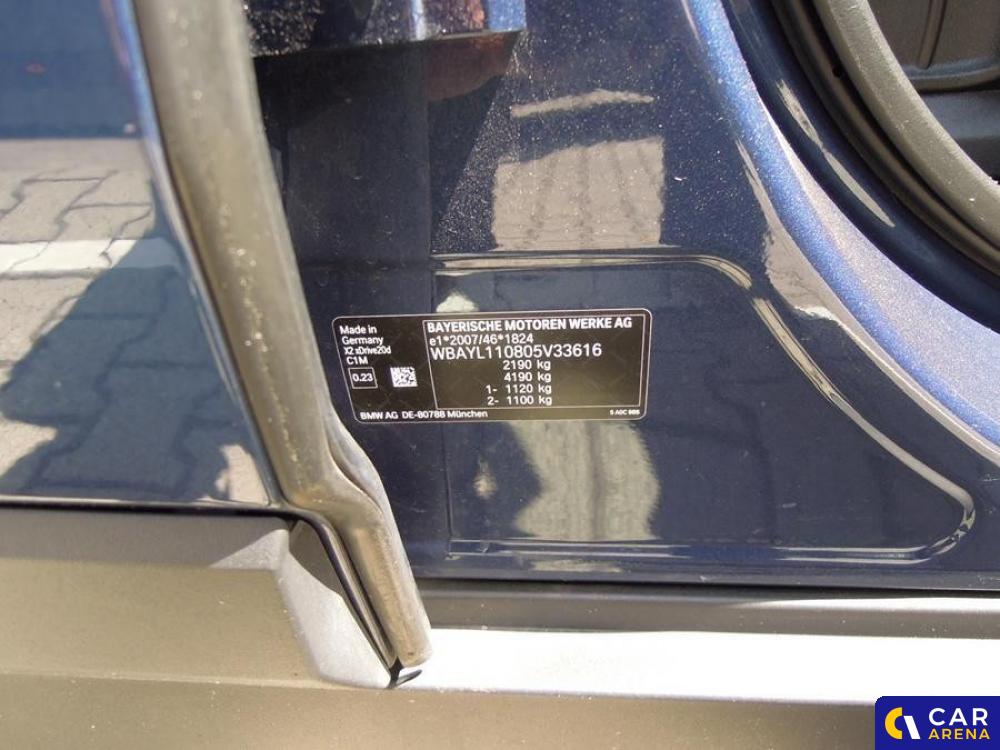 Made in
Germany
X2 xDrive20d
C1M
0.23
BAYERISCHE MOTOREN WERKE AG
e1*2007/46*1824
WBAYL110805V33616
2190 kg
4190 kg
1- 1120 kg
2- 1100 kg
BMW AG DE-80788 München
CAR
ARENA